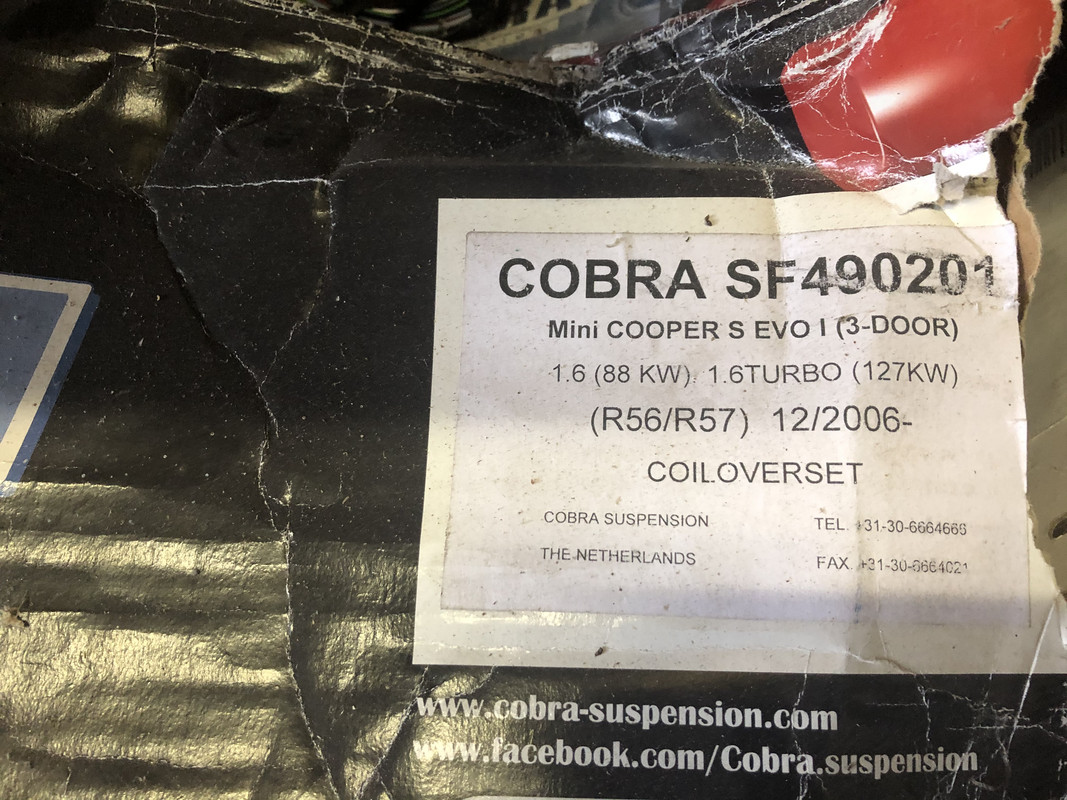 COBRA SF490201
Mini COOPER S EVO I (3-DOOR)
1.6 (88 KW) 1.6TURBO (127KW)
(R56/R57) 12/2006-
COILOVERSET
COBRA SUSPENSION TEL. +31-30-6664666
THE NETHERLANDS FAX. +31-30-6664021
www.cobra-suspension.com
www.facebook.com/Cobra.suspension